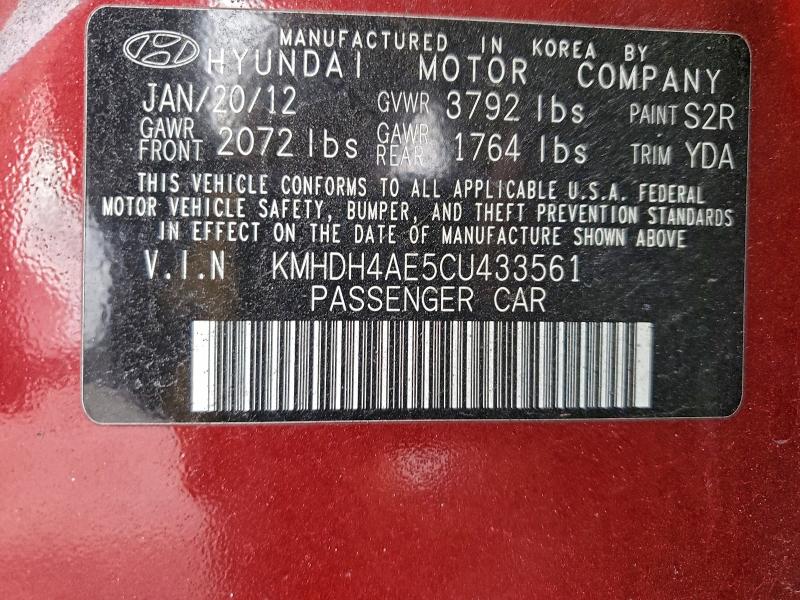 MANUFACTURED IN KOREA BY
HYUNDAI MOTOR COMPANY
JAN/20/12 GVWR 3792 lbs PAINT S2R
GAWR FRONT 2072 lbs GAWR REAR 1764 lbs TRIM YDA
THIS VEHICLE CONFORMS TO ALL APPLICABLE U.S.A. FEDERAL
MOTOR VEHICLE SAFETY, BUMPER, AND THEFT PREVENTION STANDARDS
IN EFFECT ON THE DATE OF MANUFACTURE SHOWN ABOVE
V.I.N KMHDH4AE5CU433561
PASSENGER CAR